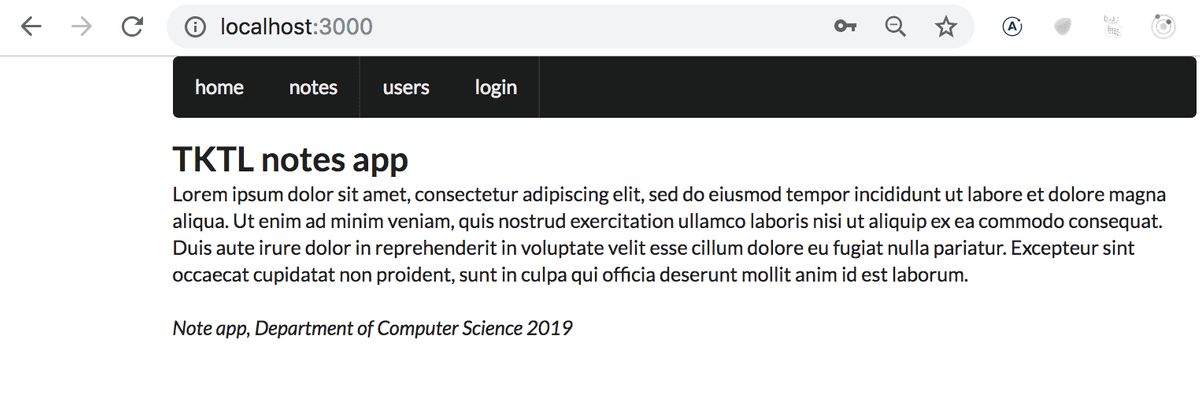 localhost:3000
home notes users login
TKTL notes app
Lorem ipsum dolor sit amet, consectetur adipiscing elit, sed do eiusmod tempor incididunt ut labore et dolore magna
aliqua. Ut enim ad minim veniam, quis nostrud exercitation ullamco laboris nisi ut aliquip ex ea commodo consequat.
Duis aute irure dolor in reprehenderit in voluptate velit esse cillum dolore eu fugiat nulla pariatur. Excepteur sint
occaecat cupidatat non proident, sunt in culpa qui officia deserunt mollit anim id est laborum.
Note app, Department of Computer Science 2019